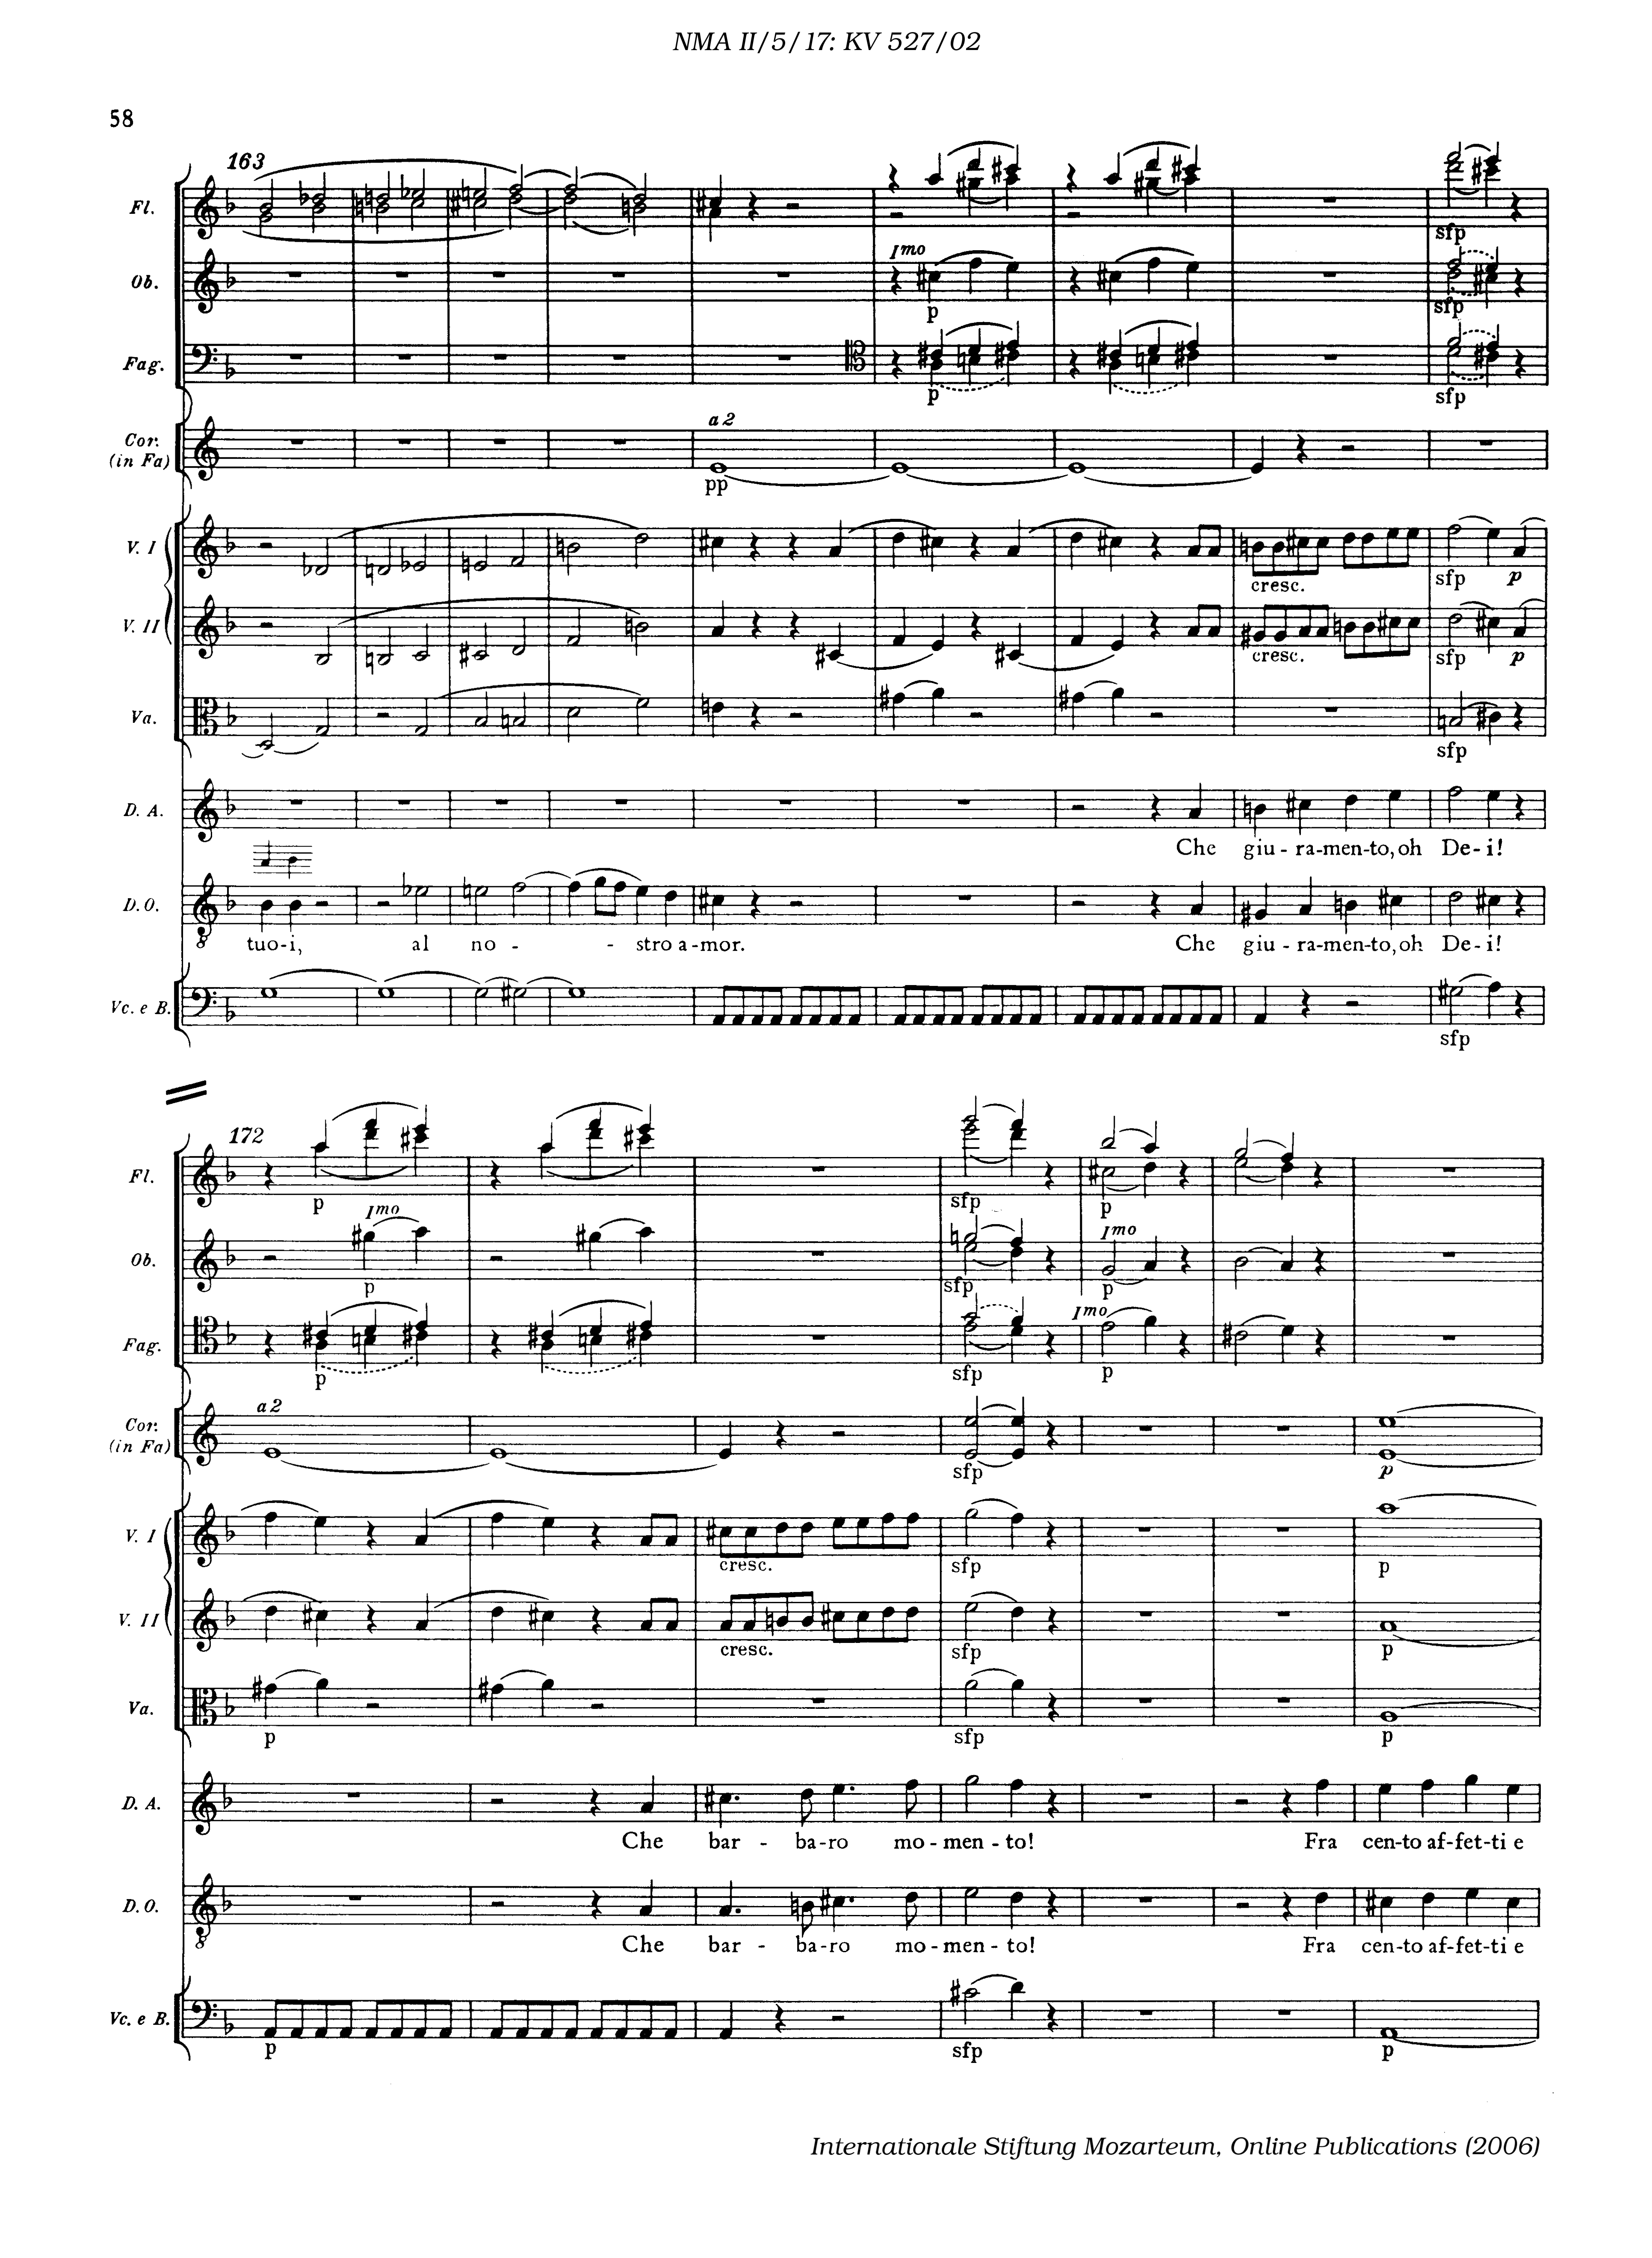 NMA II/5/17: KV 527/02
58
163
Fl.
sfp
Ob.
Imo
p
sfp
Fag.
p
sfp
Cor.
(in Fa)
a 2
pp
V. I
cresc.
sfp
p
V. II
cresc.
sfp
p
Va.
sfp
D. A.
Che giu - ra-men-to, oh De - i!
D. O.
tuo-i, al no - - stro a-mor. Che giu - ra-men-to, oh De - i!
8
Vc. e B.
sfp
172
Fl.
p sfp p
Ob.
Imo Imo
p sfp p
Fag.
Imo
p sfp p
Cor.
(in Fa)
a 2
sfp p
V. I
cresc. sfp p
V. II
cresc. sfp p
Va.
p sfp p
D. A.
Che bar - ba-ro mo-men-to! Fra cen-to af-fet-ti e
D. O.
8
Che bar - ba-ro mo-men-to! Fra cen-to af-fet-ti e
Vc. e B.
p sfp p
Internationale Stiftung Mozarteum, Online Publications (2006)